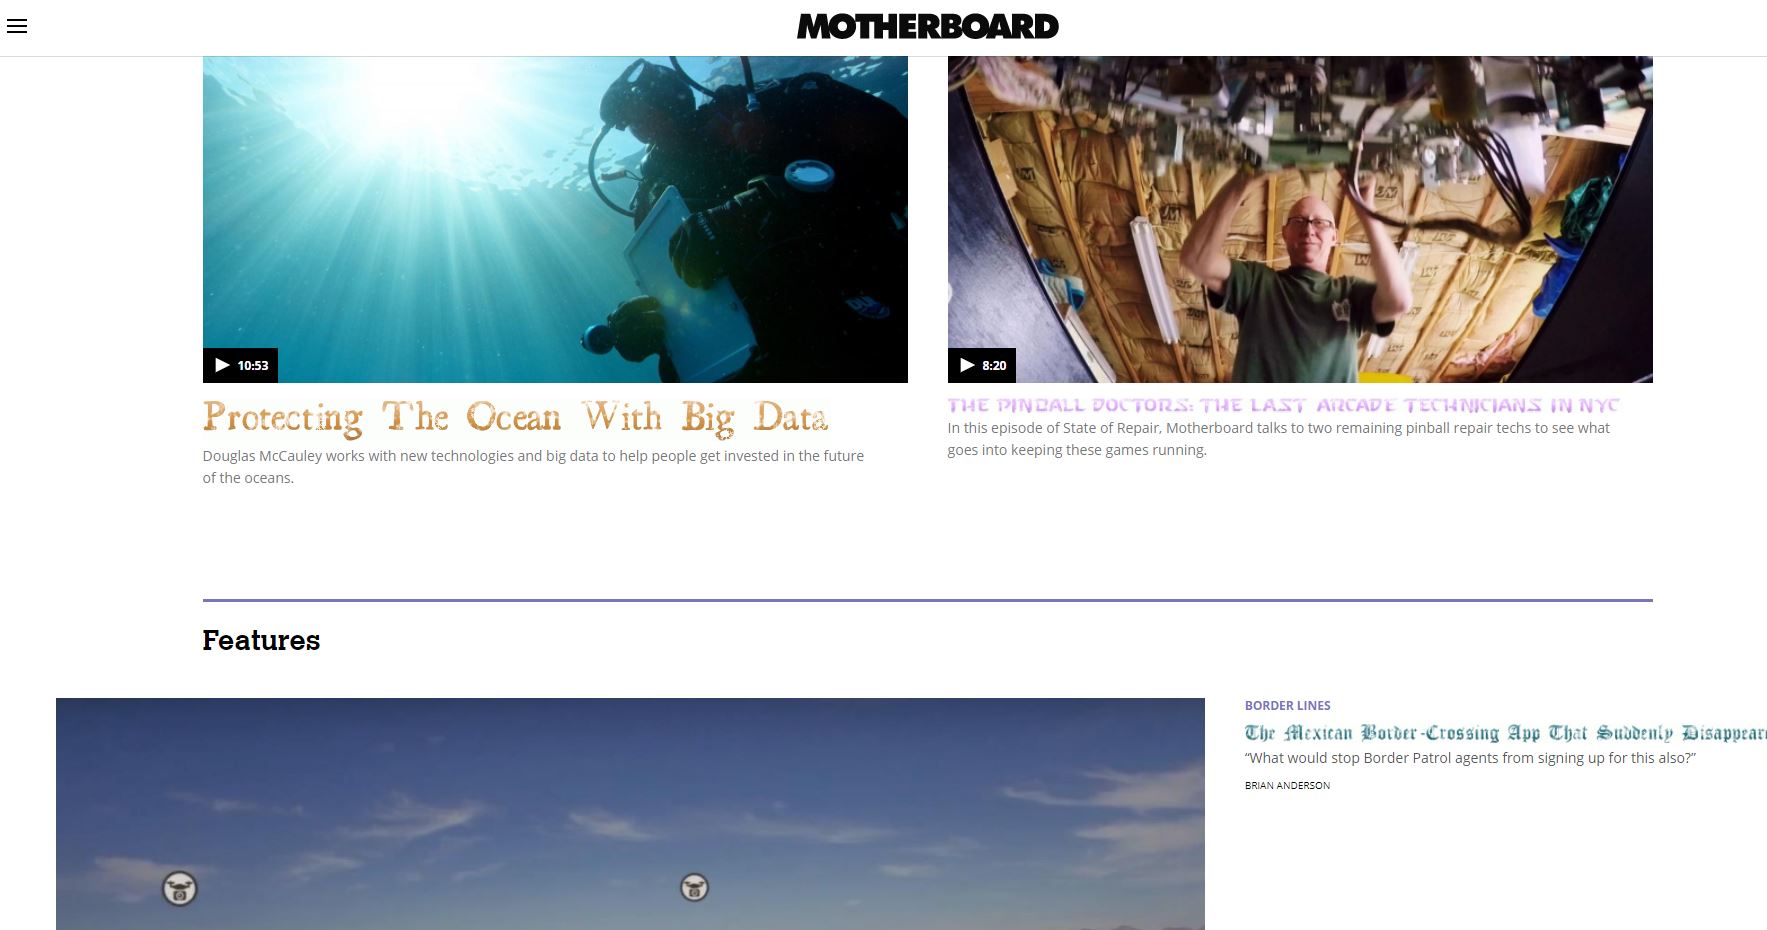 MOTHERBOARD
10:53
8:20
Protecting The Ocean With Big Data
Douglas McCauley works with new technologies and big data to help people get invested in the future
of the oceans.
THE PINBALL DOCTORS: THE LAST ARCADE TECHNICIANS IN NYC
In this episode of State of Repair, Motherboard talks to two remaining pinball repair techs to see what
goes into keeping these games running.
Features
BORDER LINES
The Mexican Border-Crossing App That Suddenly Disappear
“What would stop Border Patrol agents from signing up for this also?”
BRIAN ANDERSON